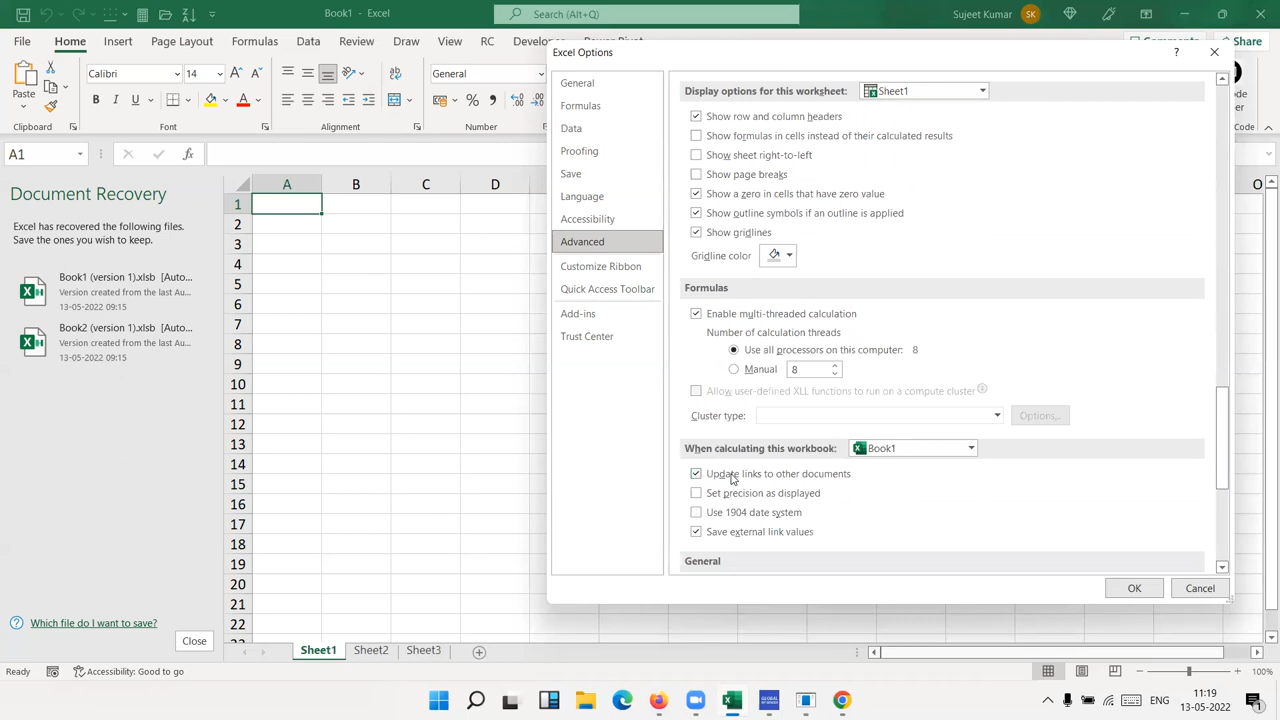 Book1 - Excel
Search (Alt+Q)
Sujeet Kumar
SK
File
Home
Insert
Page Layout
Formulas
Data
Review
Draw
View
RC
Developer
Comments
Share
Paste
Calibri
14
General
Clipboard
Font
Alignment
Number
Code
A1
Excel Options
General
Formulas
Data
Proofing
Save
Language
Accessibility
Advanced
Customize Ribbon
Quick Access Toolbar
Add-ins
Trust Center
Display options for this worksheet: Sheet1
Show row and column headers
Show formulas in cells instead of their calculated results
Show sheet right-to-left
Show page breaks
Show a zero in cells that have zero value
Show outline symbols if an outline is applied
Show gridlines
Gridline color
Formulas
Enable multi-threaded calculation
Number of calculation threads
Use all processors on this computer: 8
Manual 8
Allow user-defined XLL functions to run on a compute cluster
Cluster type:
Options...
When calculating this workbook: Book1
Update links to other documents
Set precision as displayed
Use 1904 date system
Save external link values
General
OK
Cancel
Document Recovery
Excel has recovered the following files.
Save the ones you wish to keep.
Book1 (version 1).xlsb [Auto...
Version created from the last Au...
13-05-2022 09:15
Book2 (version 1).xlsb [Auto...
Version created from the last Au...
13-05-2022 09:15
Which file do I want to save?
Close
A B C D O
1
2
3
4
5
6
7
8
9
10
11
12
13
14
15
16
17
18
19
20
21
22
Sheet1
Sheet2
Sheet3
Ready
Accessibility: Good to go
100%
ENG
11:19
13-05-2022
1